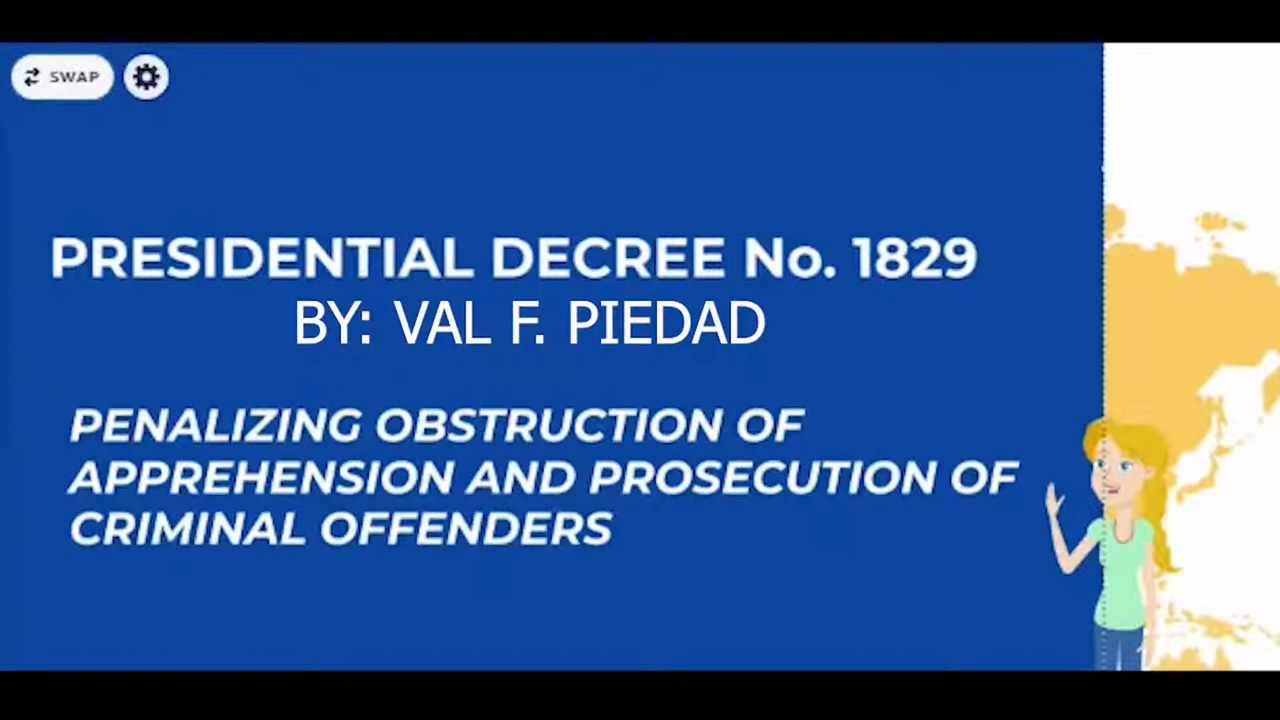 SWAP
PRESIDENTIAL DECREE No. 1829
BY: VAL F. PIEDAD
PENALIZING OBSTRUCTION OF
APPREHENSION AND PROSECUTION OF
CRIMINAL OFFENDERS